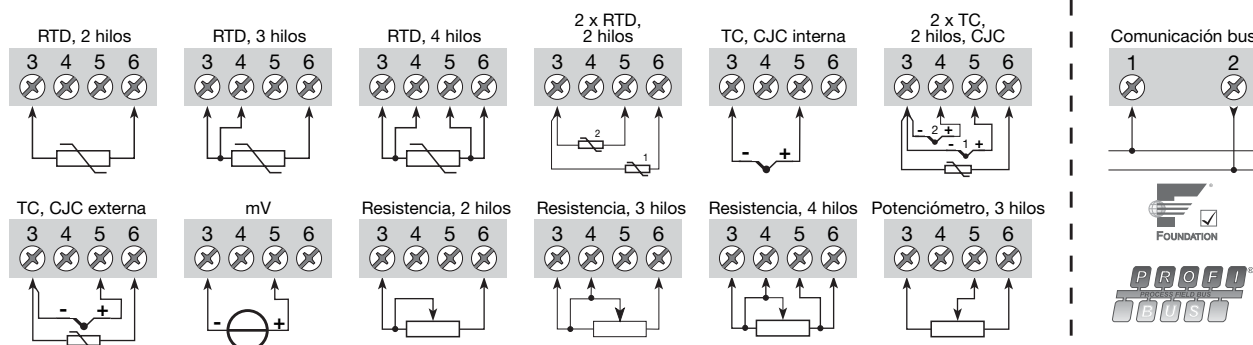 RTD, 2 hilos
3 4 5 6
RTD, 3 hilos
3 4 5 6
RTD, 4 hilos
3 4 5 6
2 x RTD,
2 hilos
3 4 5 6
2
1
TC, CJC interna
3 4 5 6
- +
2 x TC,
2 hilos, CJC
3 4 5 6
- 2 +
- 1 +
Comunicación bus
1 2
TC, CJC externa
3 4 5 6
- +
mV
3 4 5 6
- +
Resistencia, 2 hilos
3 4 5 6
Resistencia, 3 hilos
3 4 5 6
Resistencia, 4 hilos
3 4 5 6
Potenciómetro, 3 hilos
3 4 5 6
FOUNDATION
PROFI
PROCESS FIELD BUS
BUS